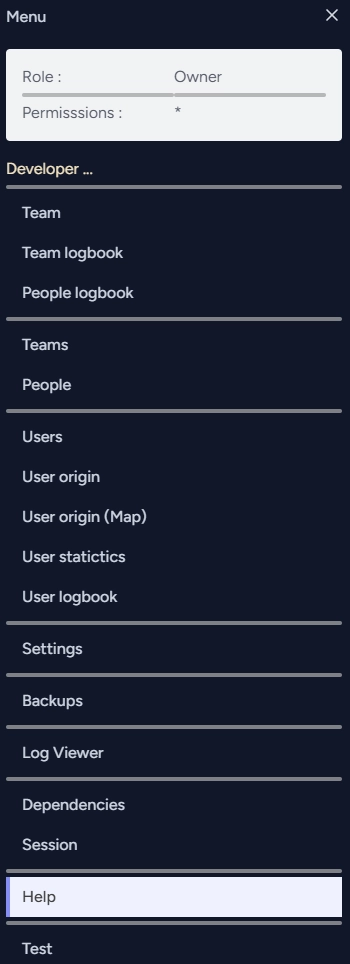 Menu
Role : Owner
Permisssions : *
Developer ...
Team
Team logbook
People logbook
Teams
People
Users
User origin
User origin (Map)
User statictics
User logbook
Settings
Backups
Log Viewer
Dependencies
Session
Help
Test